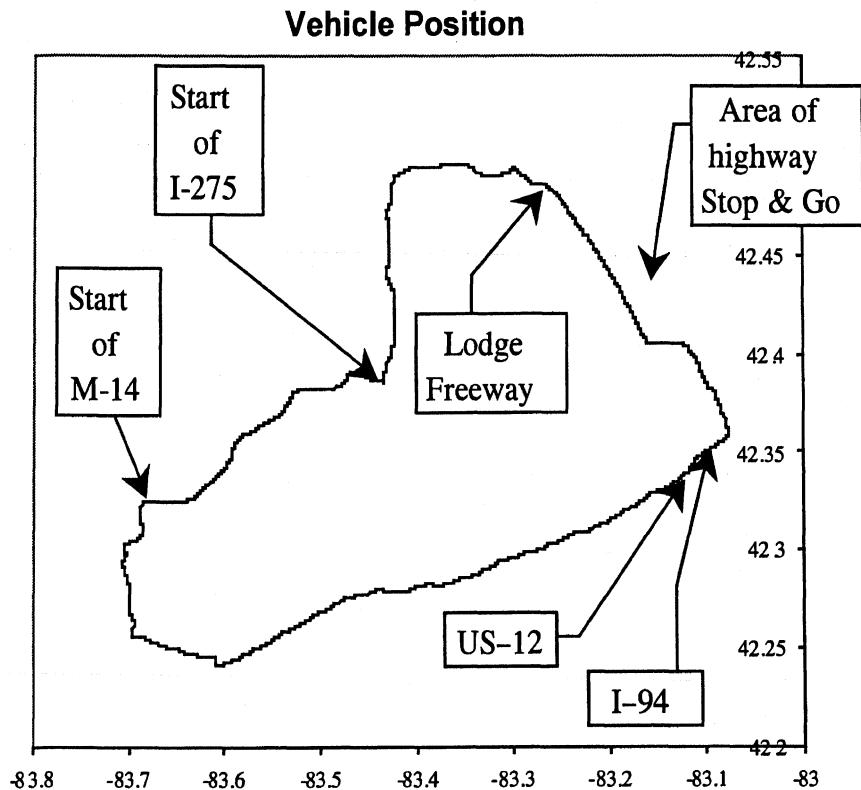 Vehicle Position
42.55
Start
of
I-275
Area of
highway
Stop & Go
42.45
Start
of
M-14
Lodge
Freeway
42.4
42.35
42.3
US-12
42.25
I-94
42.2
-83.8 -83.7 -83.6 -83.5 -83.4 -83.3 -83.2 -83.1 -83